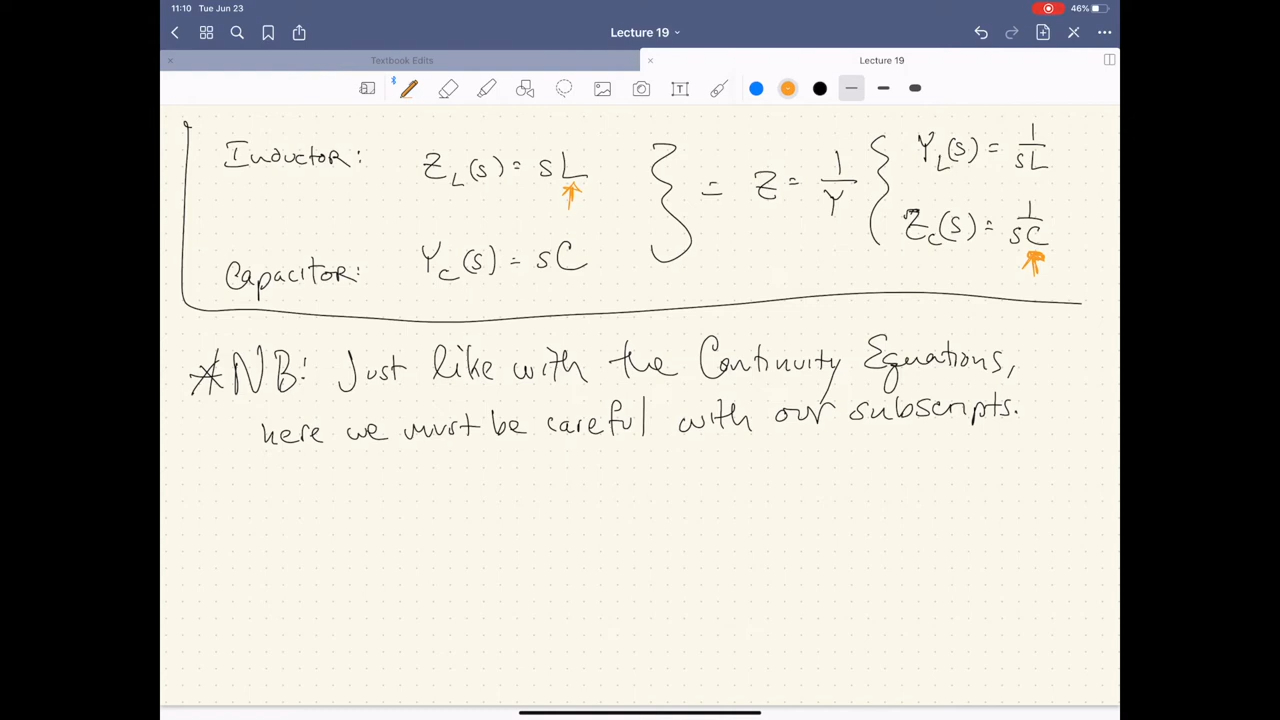 11:10 Tue Jun 23
46%
Lecture 19
Textbook Edits
Lecture 19
Inductor: Z_L(s) = sL } = Z = 1/Y { Y_L(s) = 1/sL
Capacitor: Y_C(s) = sC Z_C(s) = 1/sC
*NB: Just like with the Continuity Equations,
here we must be careful with our subscripts.